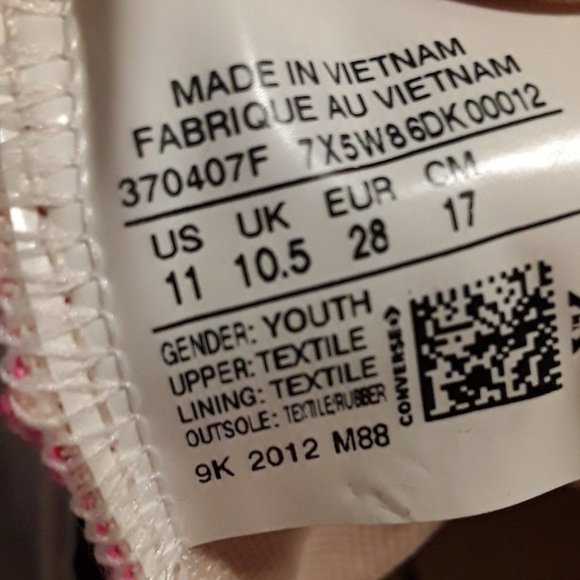 MADE IN VIETNAM
FABRIQUE AU VIETNAM
370407F 7X5W86DK00012
US UK EUR CM
11 10.5 28 17
GENDER: YOUTH
UPPER: TEXTILE
LINING: TEXTILE
OUTSOLE: TEXTILE/RUBBER
9K 2012 M88
CONVERSE